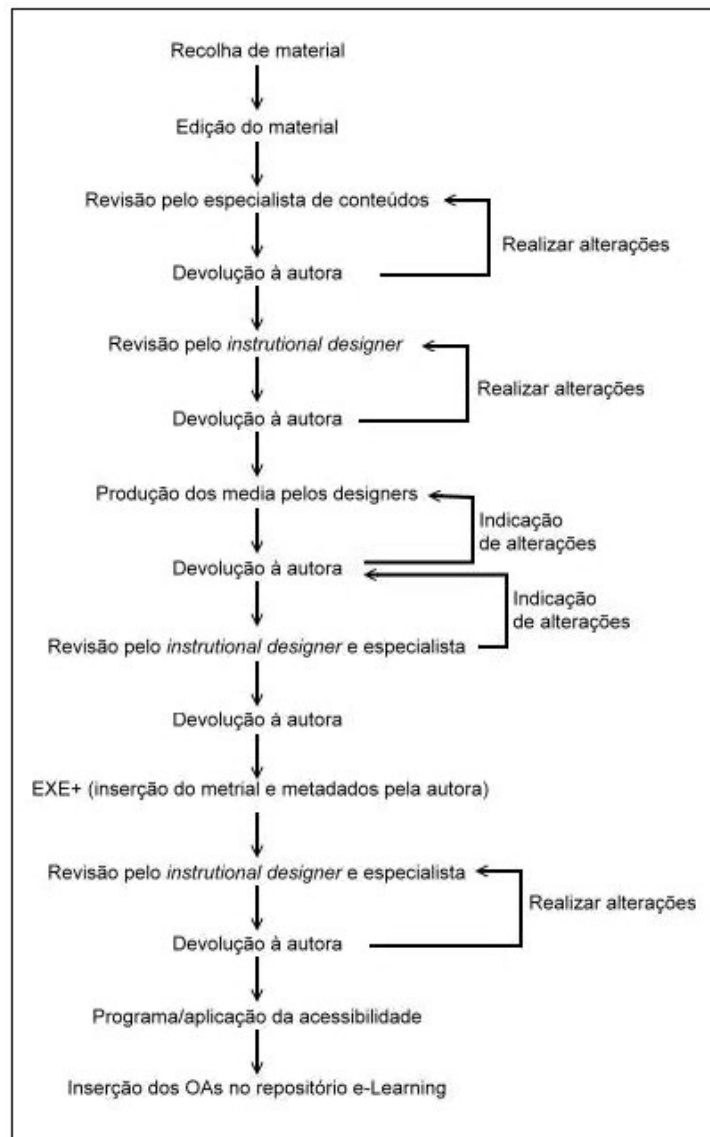 Recolha de material
Edição do material
Revisão pelo especialista de conteúdos
Realizar alterações
Devolução à autora
Revisão pelo instrutional designer
Realizar alterações
Devolução à autora
Produção dos media pelos designers
Indicação
de alterações
Devolução à autora
Indicação
de alterações
Revisão pelo instrutional designer e especialista
Devolução à autora
EXE+ (inserção do metrial e metadados pela autora)
Revisão pelo instrutional designer e especialista
Realizar alterações
Devolução à autora
Programa/aplicação da acessibilidade
Inserção dos OAs no repositório e-Learning